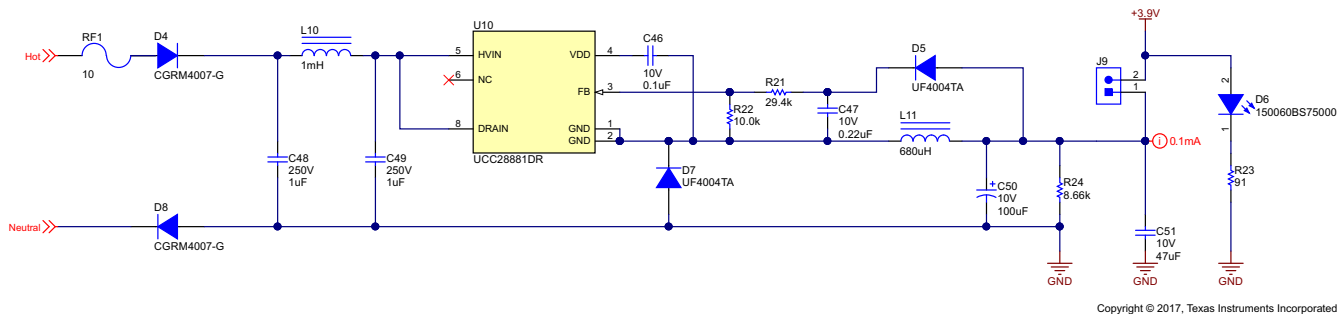 Hot
RF1
10
D4
CGRM4007-G
L10
1mH
U10
5
HVIN
VDD
4
6
NC
FB
3
8
DRAIN
GND
1
GND
2
UCC28881DR
C46
10V
0.1uF
R21
29.4k
R22
10.0k
C47
10V
0.22uF
D5
UF4004TA
L11
680uH
+3.9V
J9
2
1
2
D6
150060BS75000
1
i
0.1mA
R23
91
C48
250V
1uF
C49
250V
1uF
D7
UF4004TA
+
C50
10V
100uF
R24
8.66k
C51
10V
47uF
Neutral
D8
CGRM4007-G
GND
GND
GND
Copyright © 2017, Texas Instruments Incorporated